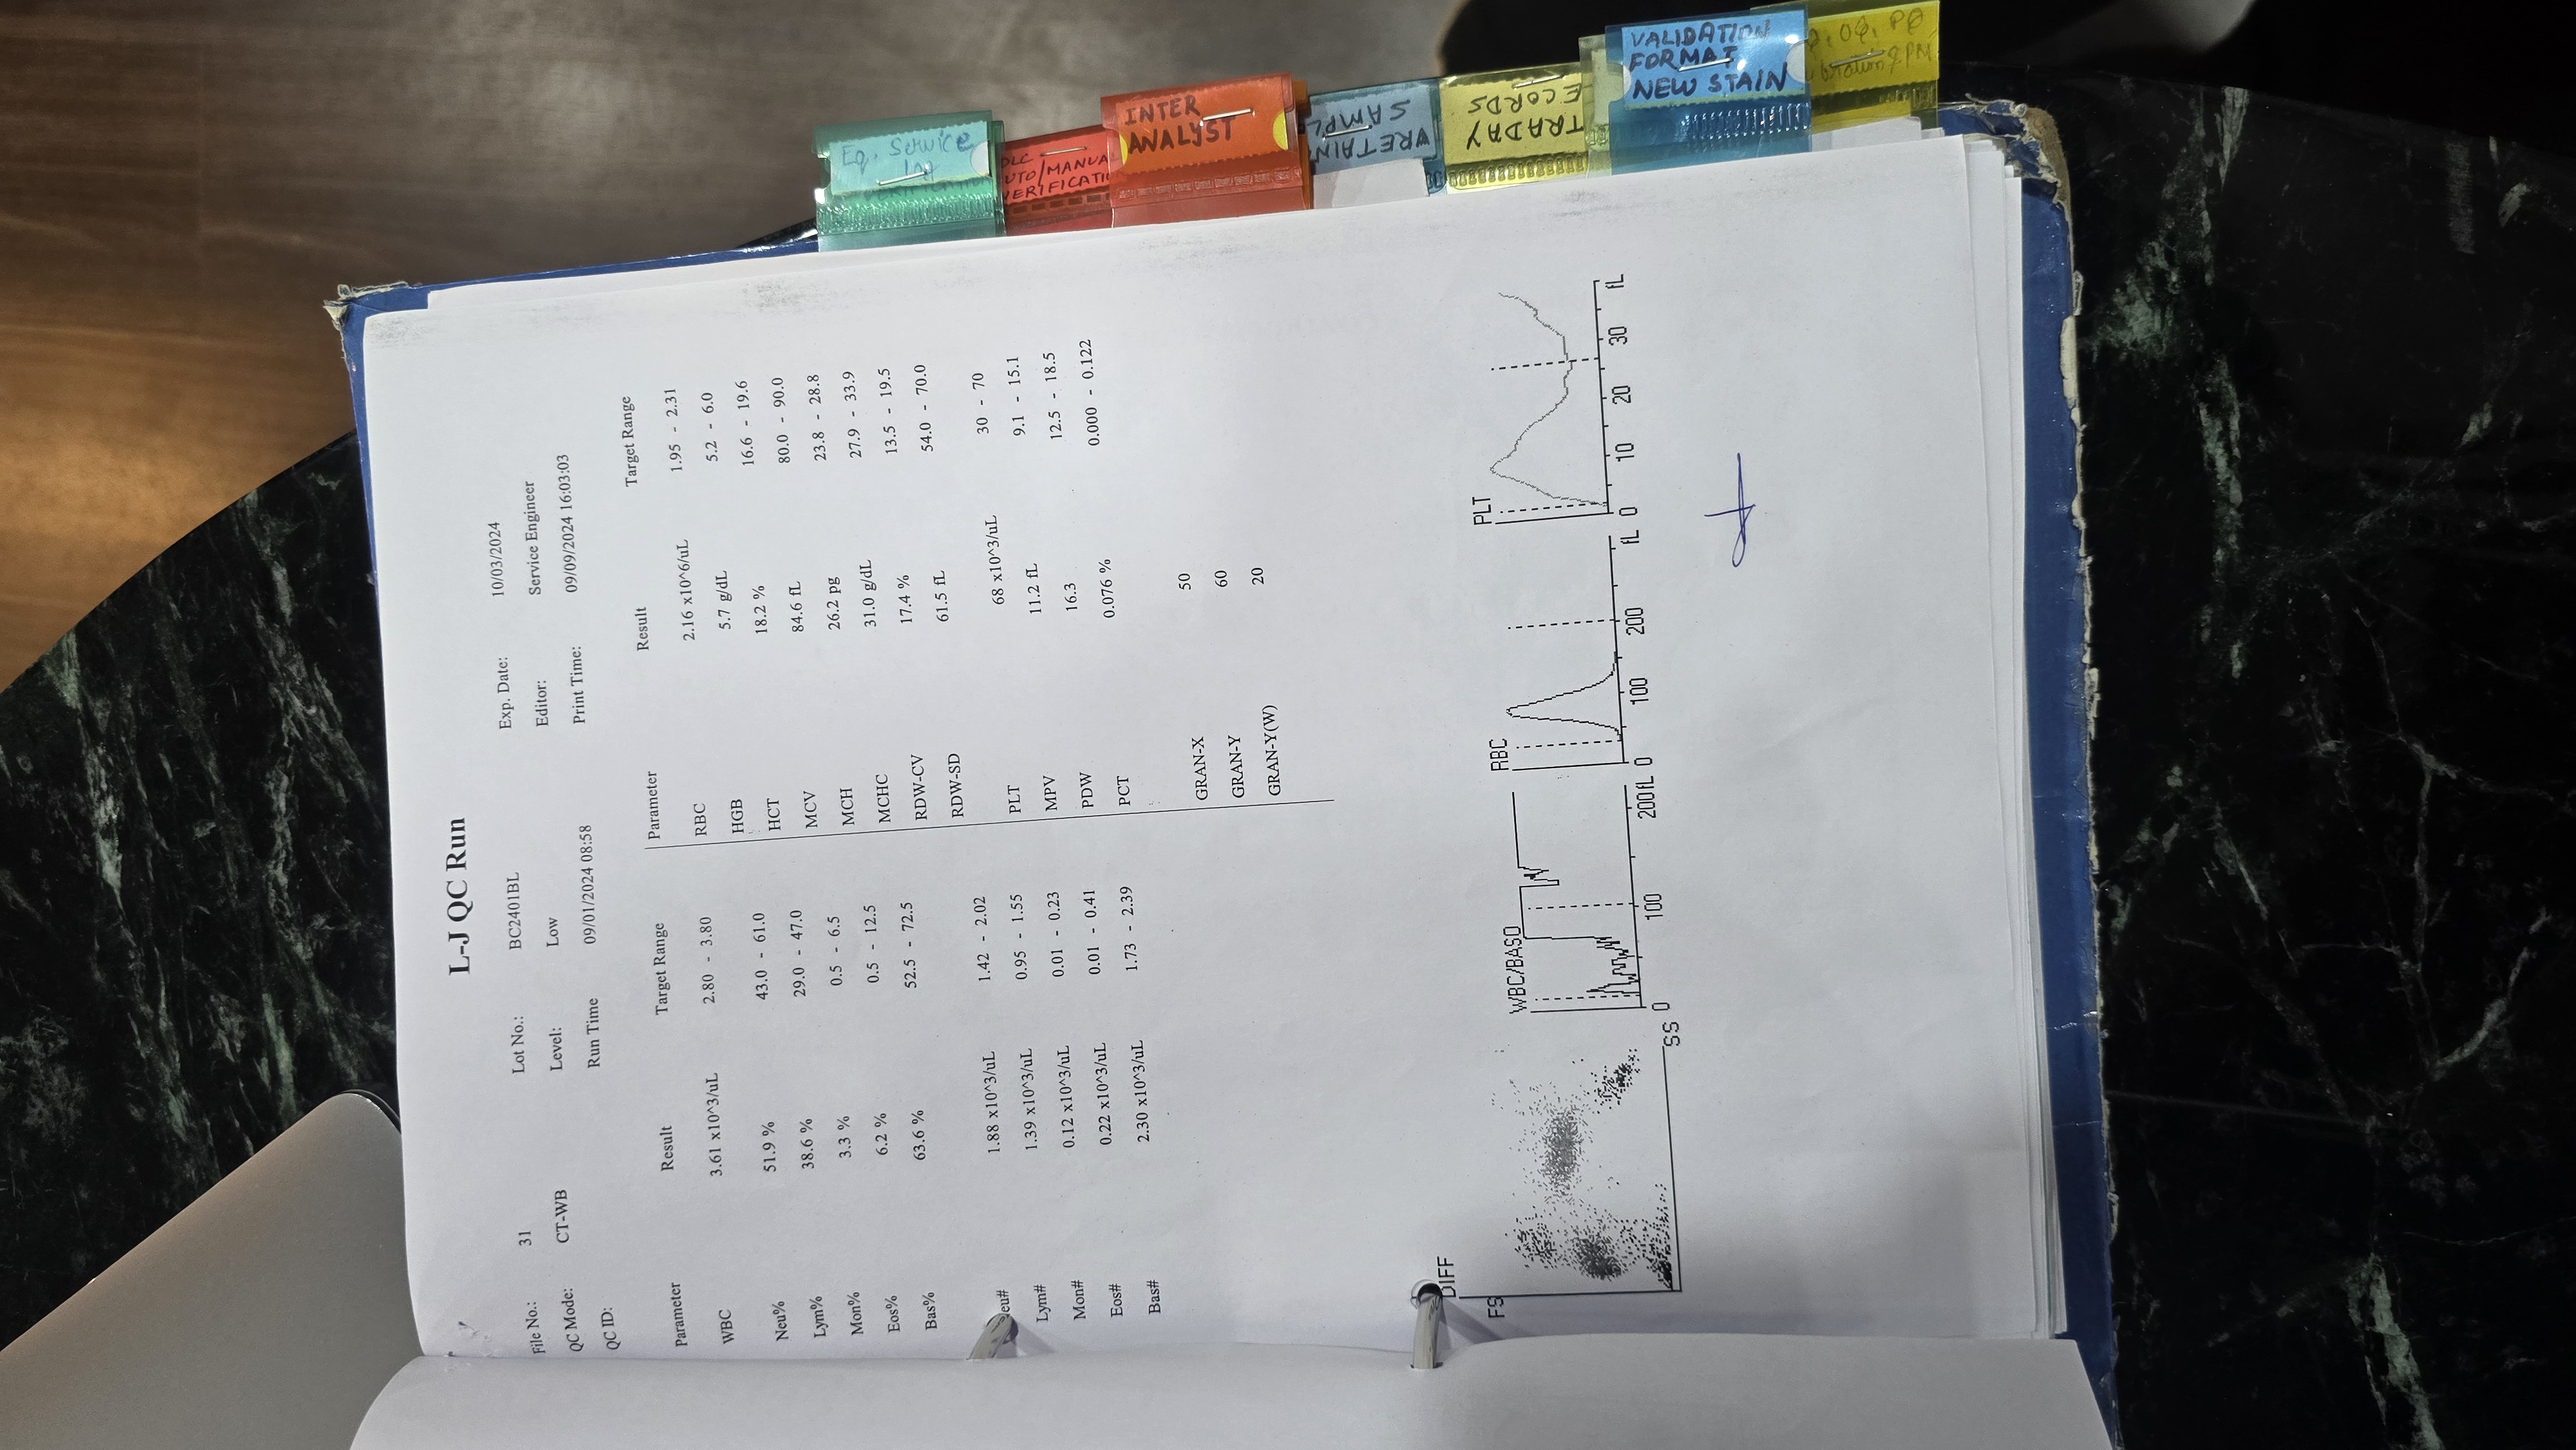 Eq. Service
DLC
AUTO/MANUAL
VERIFICATI
INTER
ANALYST
RETAIN
SAMPL
TRADAY
ECORDS
VALIDATION
FORMAT
NEW STAIN
L-J QC Run
File No.: 31 Lot No.: BC2401BL Exp. Date: 10/03/2024
QC Mode: CT-WB Level: Low Editor: Service Engineer
QC ID: Run Time 09/01/2024 08:58 Print Time: 09/09/2024 16:03:03
Parameter Result Target Range Parameter Result Target Range
WBC 3.61 x10^3/uL 2.80 - 3.80 RBC 2.16 x10^6/uL 1.95 - 2.31
HGB 5.7 g/dL 5.2 - 6.0
Neu% 51.9 % 43.0 - 61.0 HCT 18.2 % 16.6 - 19.6
Lym% 38.6 % 29.0 - 47.0 MCV 84.6 fL 80.0 - 90.0
Mon% 3.3 % 0.5 - 6.5 MCH 26.2 pg 23.8 - 28.8
Eos% 6.2 % 0.5 - 12.5 MCHC 31.0 g/dL 27.9 - 33.9
Bas% 63.6 % 52.5 - 72.5 RDW-CV 17.4 % 13.5 - 19.5
RDW-SD 61.5 fL 54.0 - 70.0
eu# 1.88 x10^3/uL 1.42 - 2.02 PLT 68 x10^3/uL 30 - 70
Lym# 1.39 x10^3/uL 0.95 - 1.55 MPV 11.2 fL 9.1 - 15.1
Mon# 0.12 x10^3/uL 0.01 - 0.23 PDW 16.3 12.5 - 18.5
Eos# 0.22 x10^3/uL 0.01 - 0.41 PCT 0.076 % 0.000 - 0.122
Bas# 2.30 x10^3/uL 1.73 - 2.39
GRAN-X 50
GRAN-Y 60
GRAN-Y(W) 20
DIFF WBC/BASO RBC PLT
FS
SS 0 100 200fL 0 100 200 fL 0 10 20 30 fL